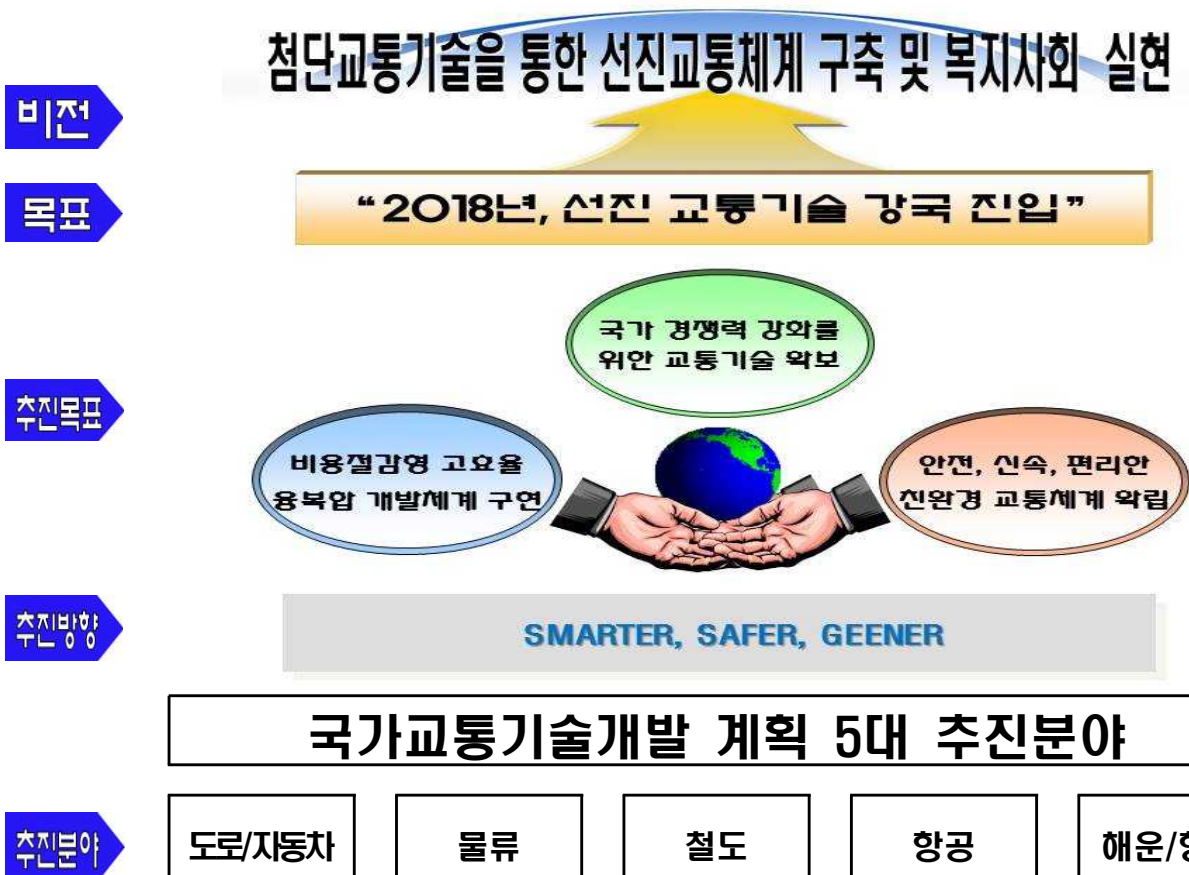 첨단교통기술을 통한 선진교통체계 구축 및 복지사회 실현
비전
목표
“2018년, 선진 교통기술 강국 진입”
국가 경쟁력 강화를
위한 교통기술 확보
추진목표
비용절감형 고효율
융복합 개발체계 구현
안전, 신속, 편리한
친환경 교통체계 확립
추진방향
SMARTER, SAFER, GEENER
국가교통기술개발 계획 5대 추진분야
추진분야
도로/자동차
물류
철도
항공
해운/